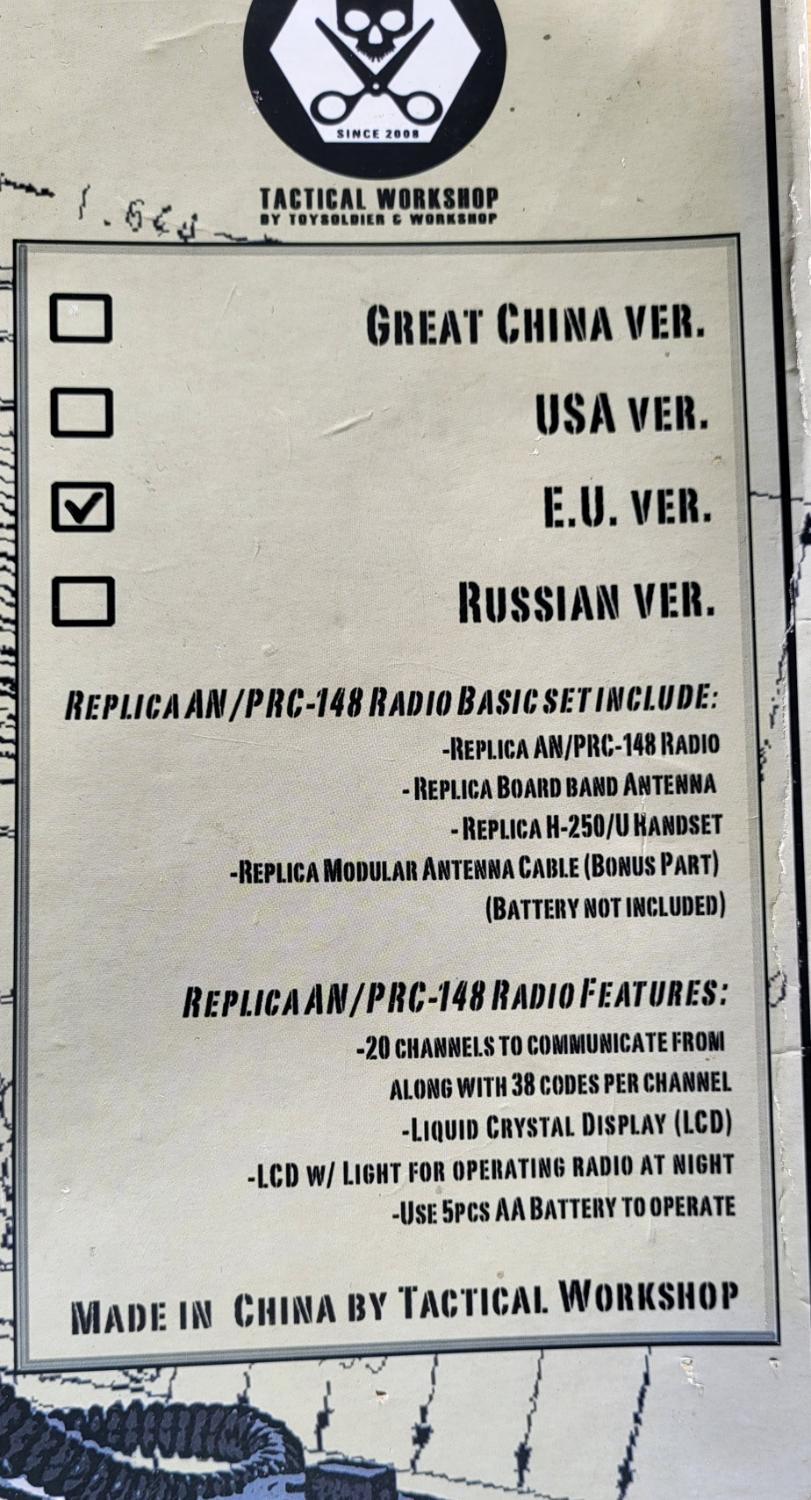 SINCE 2008
TACTICAL WORKSHOP
BY TOYSOLDIER & WORKSHOP
GREAT CHINA VER.
USA VER.
E.U. VER.
RUSSIAN VER.
REPLICA AN/PRC-148 RADIO BASIC SET INCLUDE:
-REPLICA AN/PRC-148 RADIO
-REPLICA BOARD BAND ANTENNA
-REPLICA H-250/U HANDSET
-REPLICA MODULAR ANTENNA CABLE (BONUS PART)
(BATTERY NOT INCLUDED)
REPLICA AN/PRC-148 RADIO FEATURES:
-20 CHANNELS TO COMMUNICATE FROM
ALONG WITH 38 CODES PER CHANNEL
-LIQUID CRYSTAL DISPLAY (LCD)
-LCD W/ LIGHT FOR OPERATING RADIO AT NIGHT
-USE 5PCS AA BATTERY TO OPERATE
MADE IN CHINA BY TACTICAL WORKSHOP